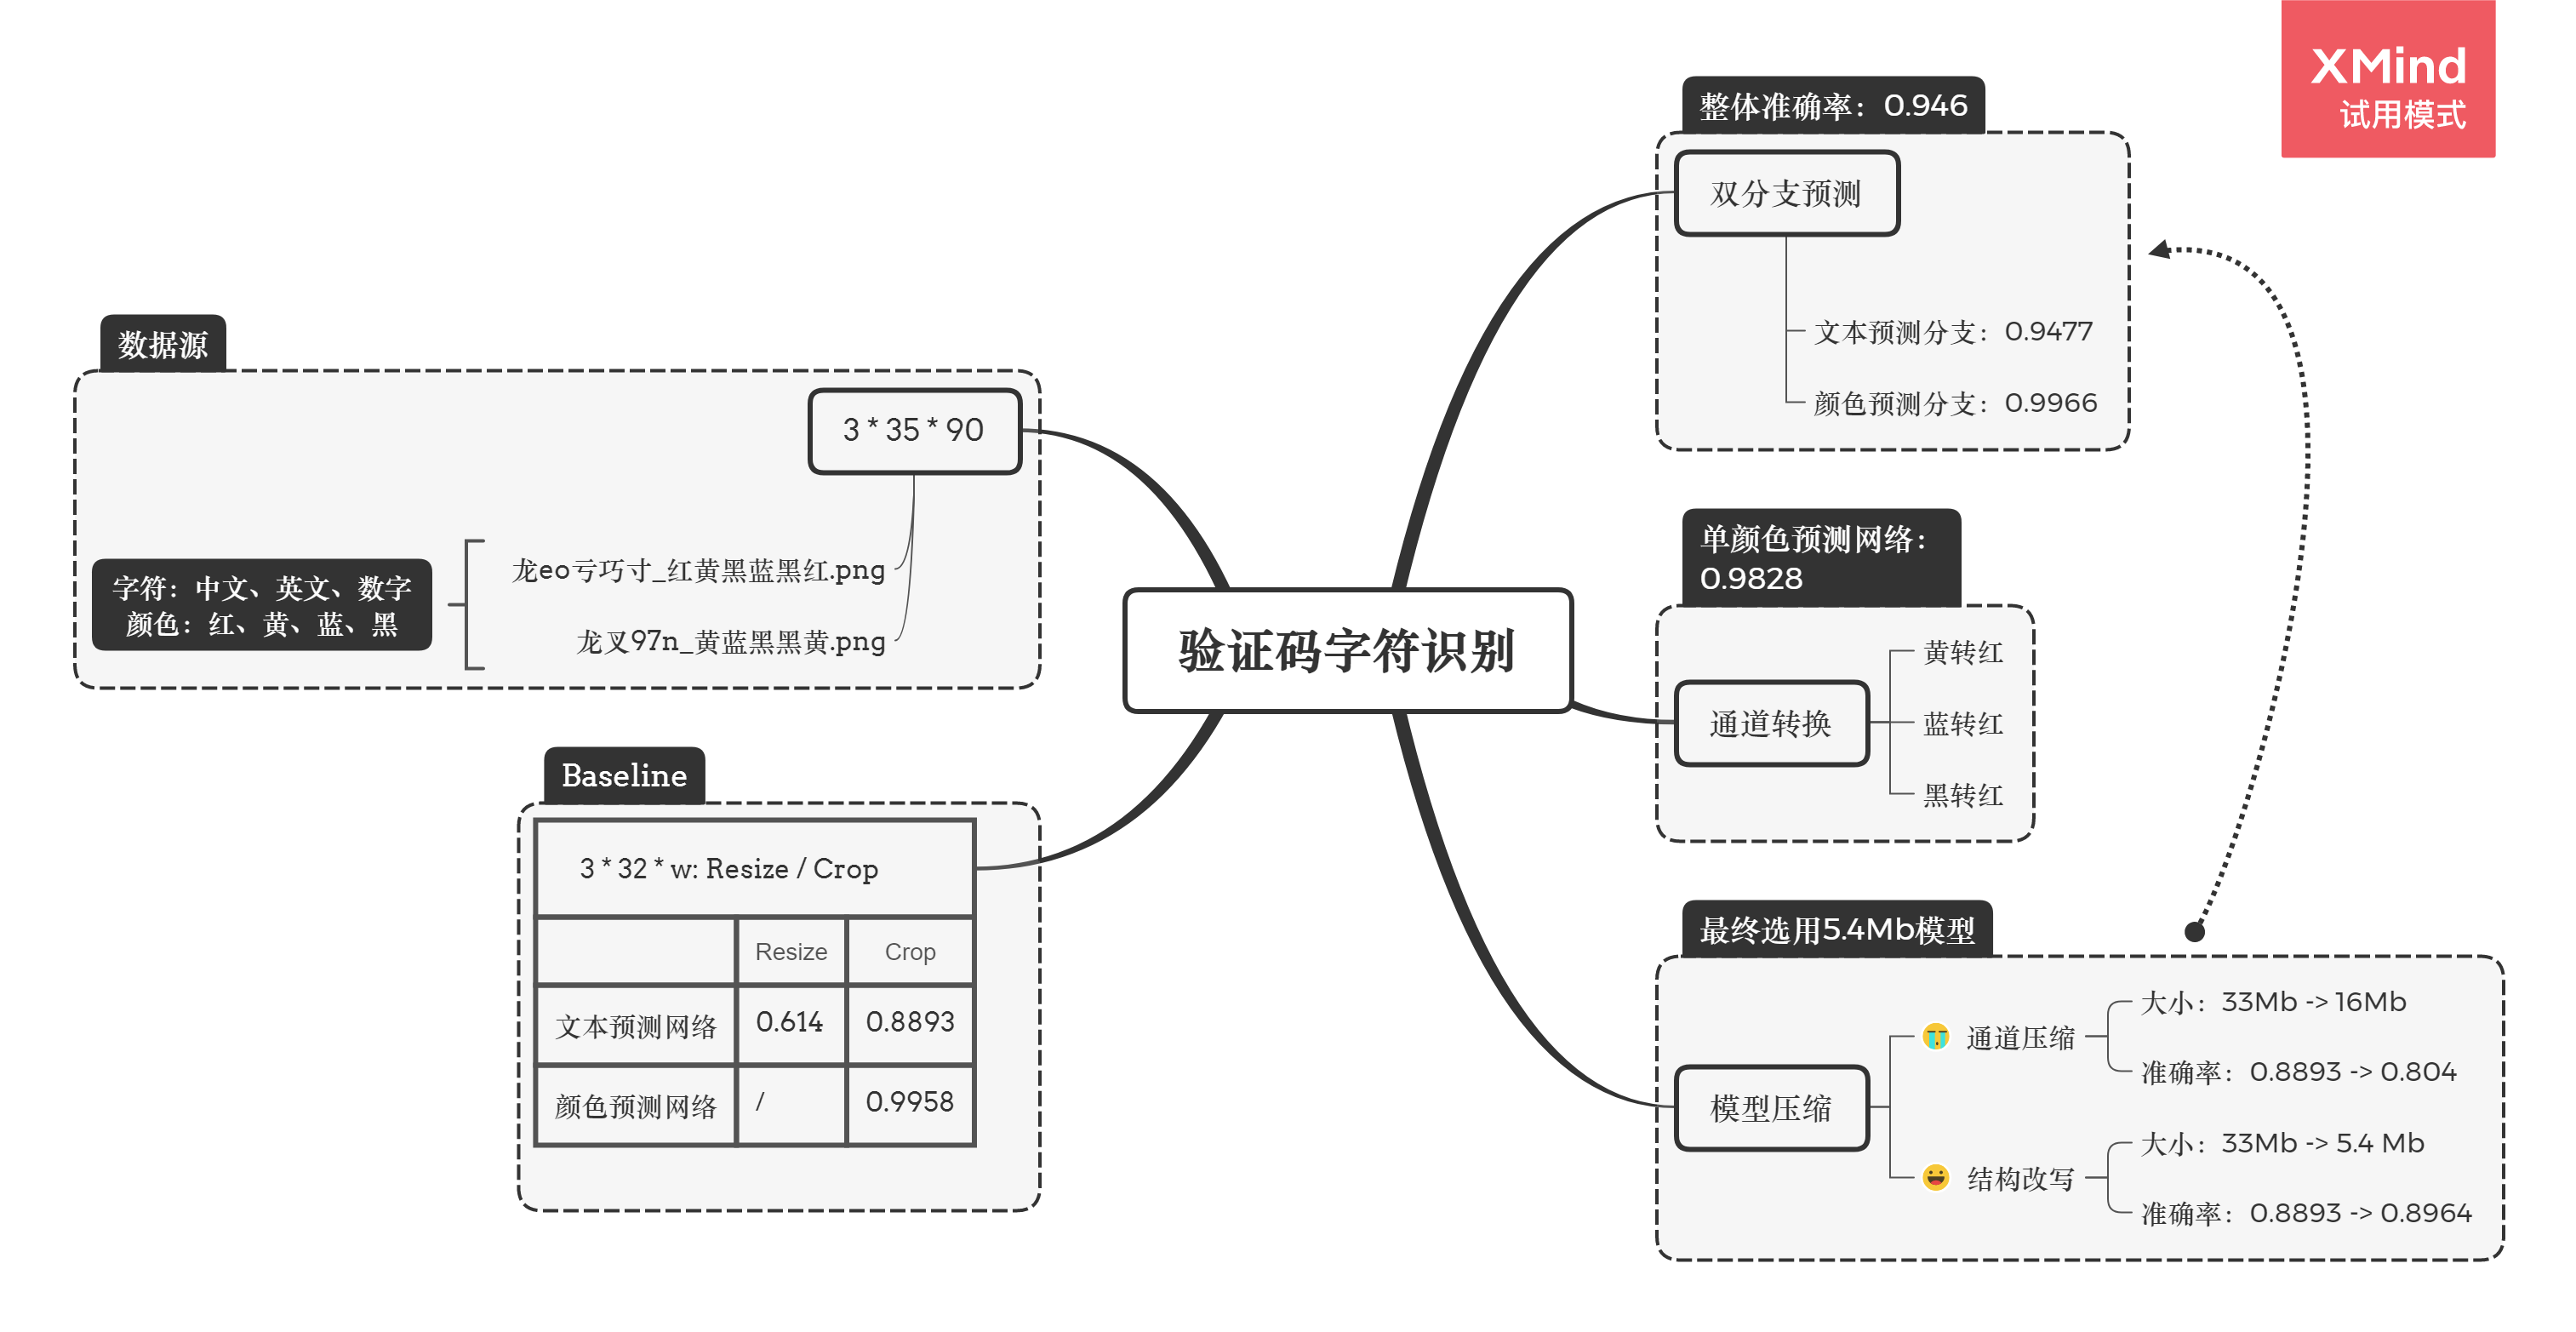 XMind
试用模式
验证码字符识别
数据源
3 * 35 * 90
龙eo亏巧寸_红黄黑蓝黑红.png
龙叉97n_黄蓝黑黑黄.png
字符：中文、英文、数字
颜色：红、黄、蓝、黑
Baseline
3 * 32 * w: Resize / Crop
Resize Crop
文本预测网络 0.614 0.8893
颜色预测网络 / 0.9958
整体准确率：0.946
双分支预测
文本预测分支：0.9477
颜色预测分支：0.9966
单颜色预测网络：
0.9828
通道转换
黄转红
蓝转红
黑转红
最终选用5.4Mb模型
模型压缩
通道压缩
大小：33Mb -> 16Mb
准确率：0.8893 -> 0.804
结构改写
大小：33Mb -> 5.4 Mb
准确率：0.8893 -> 0.8964